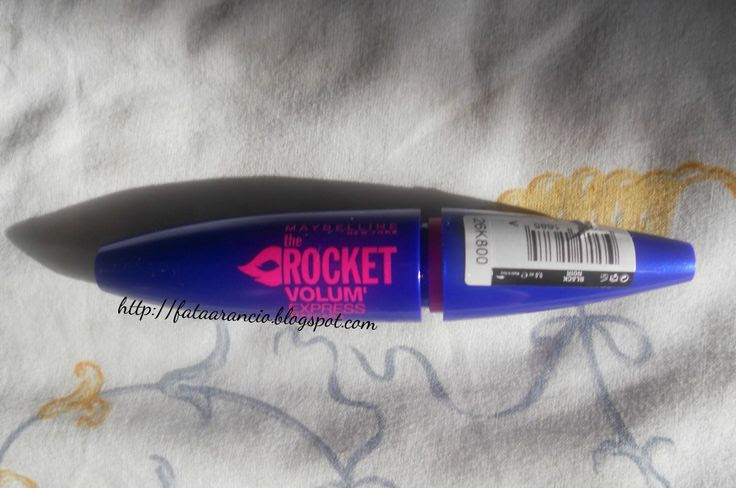 MAYBELLINE
NEW YORK
the
ROCKET
VOLUM'
EXPRESS
http://fataarancio.blogspot.com
26K800
V
BLACK
NOIR